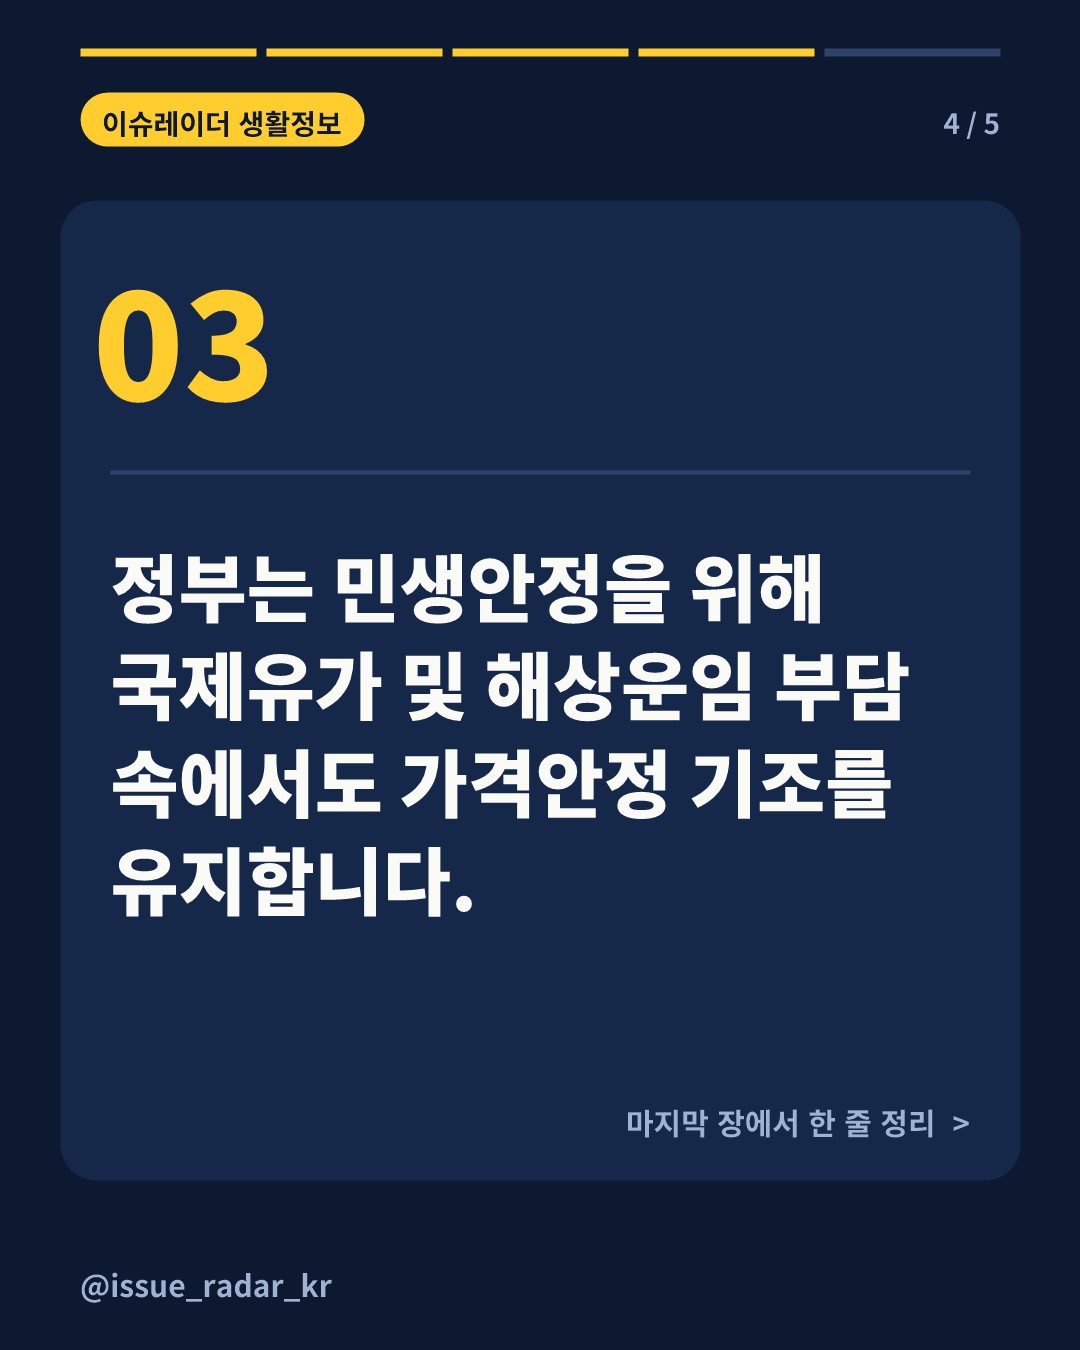 이슈레이더 생활정보
4 / 5
03
정부는 민생안정을 위해
국제유가 및 해상운임 부담
속에서도 가격안정 기조를
유지합니다.
마지막 장에서 한 줄 정리 >
@issue_radar_kr